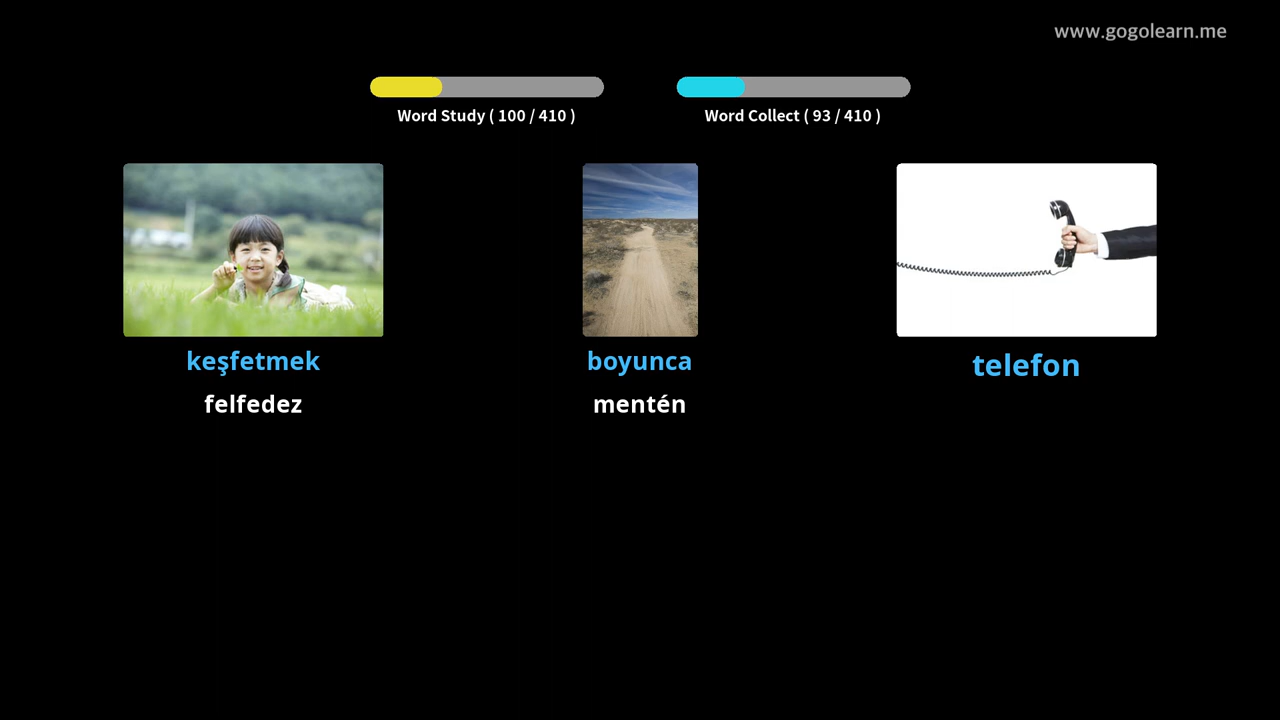 www.gogolearn.me
Word Study ( 100 / 410 )
Word Collect ( 93 / 410 )
keşfetmek
felfedez
boyunca
mentén
telefon